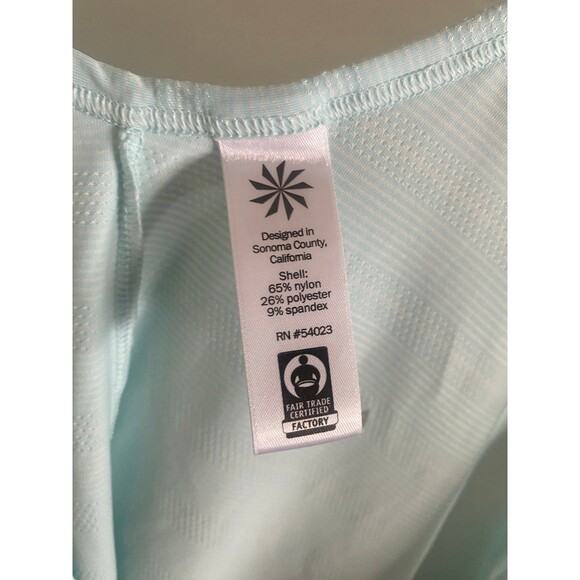 Designed in
Sonoma County,
California
Shell:
65% nylon
26% polyester
9% spandex
RN #54023
FAIR TRADE
CERTIFIED
FACTORY